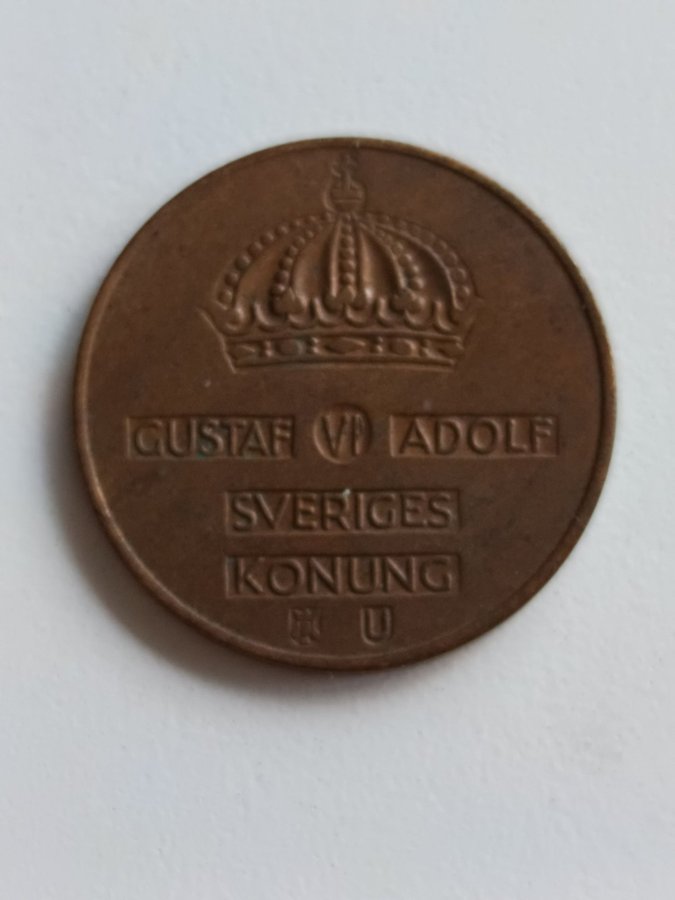 GUSTAF VI ADOLF
SVERIGES
KONUNG
U